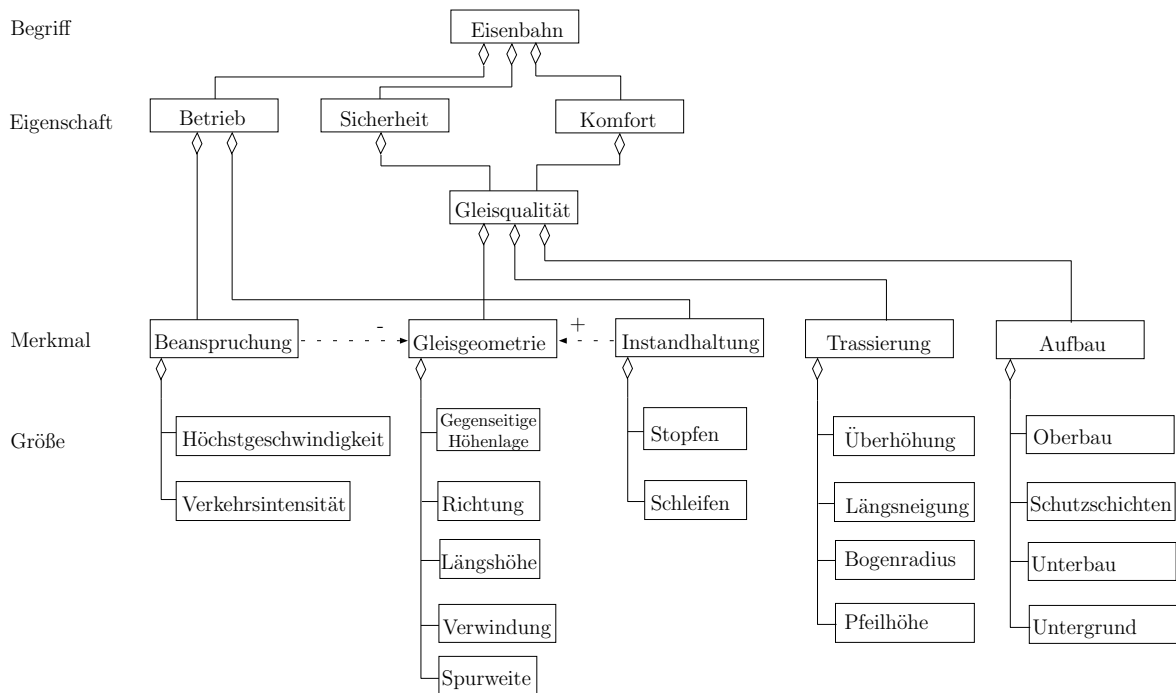 Begriff
Eisenbahn
Eigenschaft
Betrieb
Sicherheit
Komfort
Gleisqualität
Merkmal
Beanspruchung
-
Gleisgeometrie
+
Instandhaltung
Trassierung
Aufbau
Größe
Höchstgeschwindigkeit
Verkehrsintensität
Gegenseitige
Höhenlage
Richtung
Längshöhe
Verwindung
Spurweite
Stopfen
Schleifen
Überhöhung
Längsneigung
Bogenradius
Pfeilhöhe
Oberbau
Schutzschichten
Unterbau
Untergrund